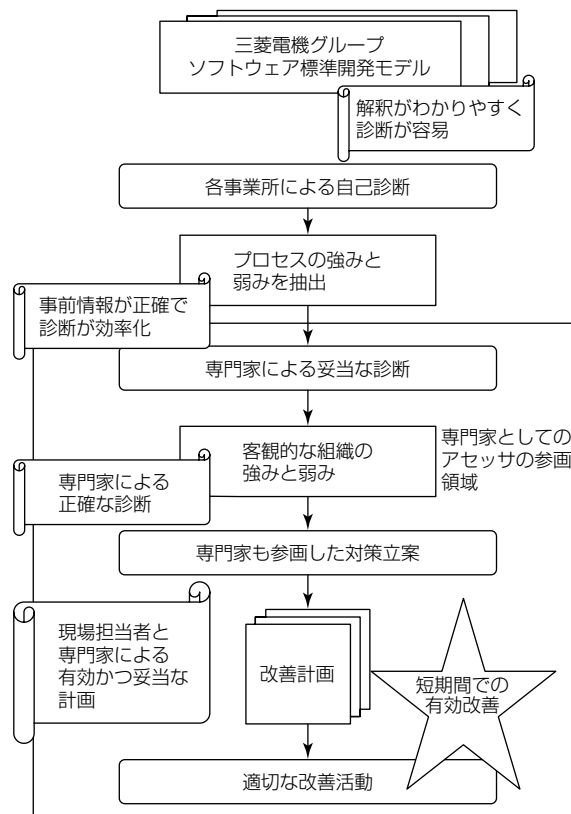 三菱電機グループ
ソフトウェア標準開発モデル
解釈がわかりやすく
診断が容易
各事業所による自己診断
プロセスの強みと
弱みを抽出
事前情報が正確で
診断が効率化
専門家による妥当な診断
客観的な組織の
強みと弱み
専門家としての
アセッサの参画
領域
専門家による
正確な診断
専門家も参画した対策立案
現場担当者と
専門家による
有効かつ妥当な
計画
改善計画
短期間での
有効改善
適切な改善活動